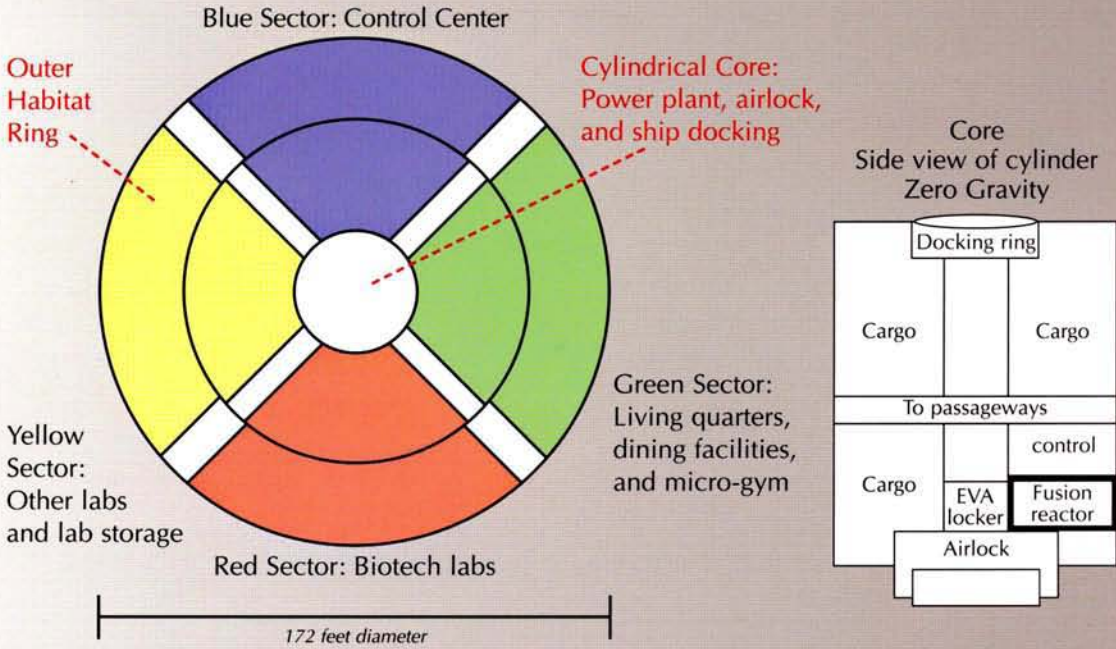 Blue Sector: Control Center
Outer
Habitat
Ring
Cylindrical Core:
Power plant, airlock,
and ship docking
Yellow
Sector:
Other labs
and lab storage
Green Sector:
Living quarters,
dining facilities,
and micro-gym
Red Sector: Biotech labs
172 feet diameter
Core
Side view of cylinder
Zero Gravity
Docking ring
Cargo
Cargo
To passageways
control
Cargo
EVA
locker
Fusion
reactor
Airlock